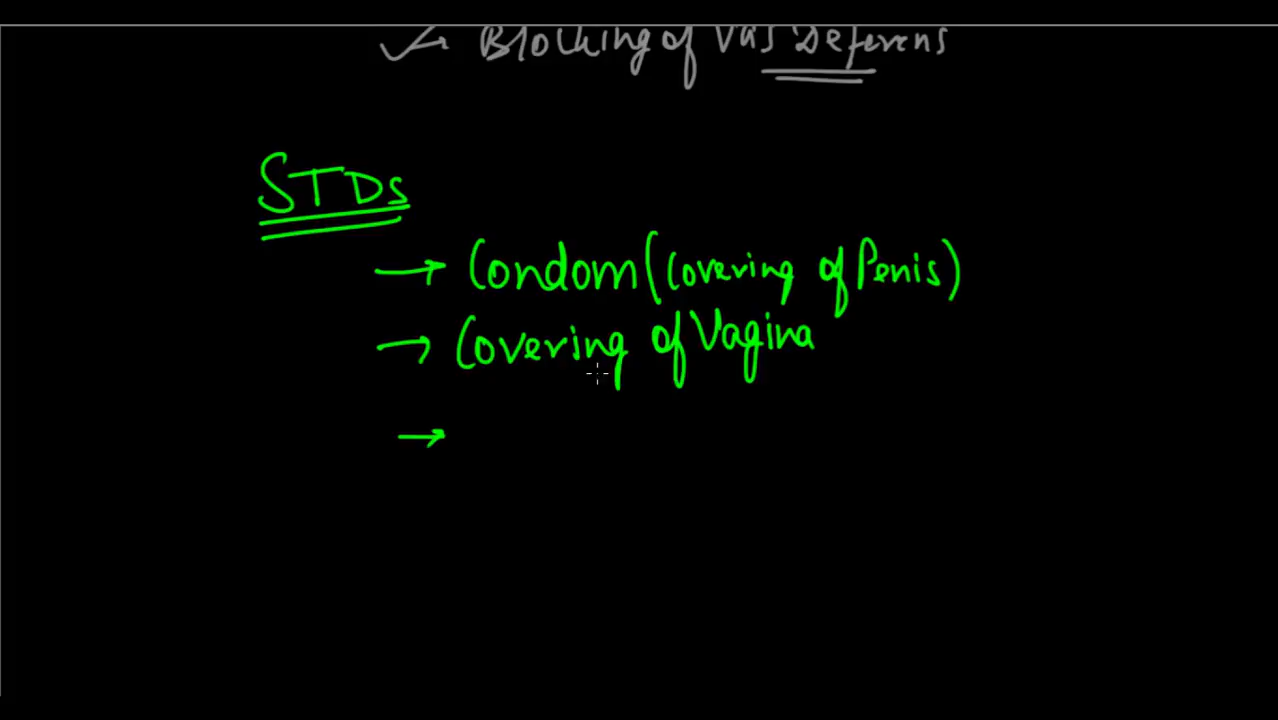 → Blocking of Vas Deferens
STDs
→ Condom (Covering of Penis)
→ Covering of Vagina
→